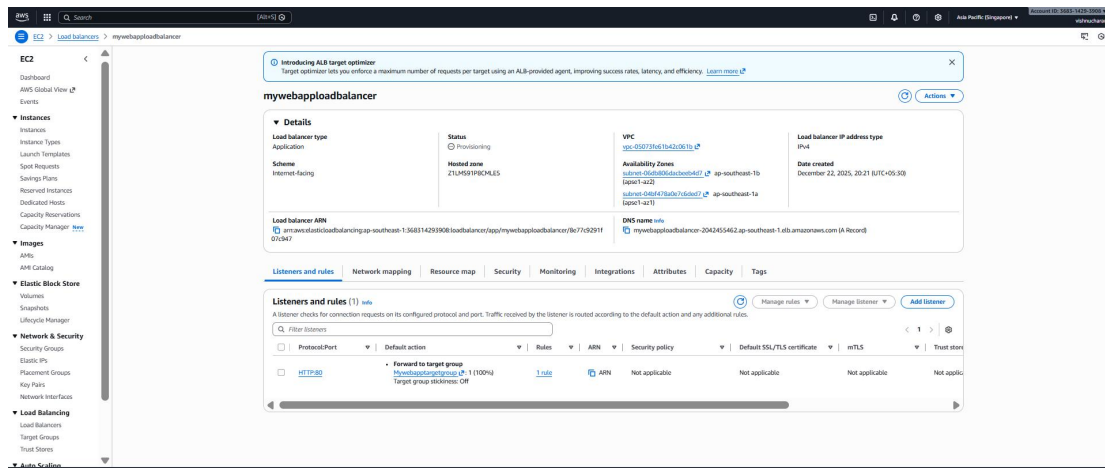 aws
Search
[Alt+S]
Asia Pacific (Singapore)
Account ID: 3683-1429-3908
vishnucharan
EC2 > Load balancers > mywebapploadbalancer
EC2
Dashboard
AWS Global View
Events
Instances
Instances
Instance Types
Launch Templates
Spot Requests
Savings Plans
Reserved Instances
Dedicated Hosts
Capacity Reservations
Capacity Manager New
Images
AMIs
AMI Catalog
Elastic Block Store
Volumes
Snapshots
Lifecycle Manager
Network & Security
Security Groups
Elastic IPs
Placement Groups
Key Pairs
Network Interfaces
Load Balancing
Load Balancers
Target Groups
Trust Stores
Auto Scaling
Introducing ALB target optimizer
Target optimizer lets you enforce a maximum number of requests per target using an ALB-provided agent, improving success rates, latency, and efficiency. Learn more
mywebapploadbalancer
Actions
Details
Load balancer type
Application
Status
Provisioning
VPC
vpc-05073fe61b42c061b
Load balancer IP address type
IPv4
Scheme
Internet-facing
Hosted zone
Z1LMS91P8CMLE5
Availability Zones
subnet-06db806dacbeeb4d7 ap-southeast-1b
(apse1-az2)
subnet-04bf478a0e7c6ded7 ap-southeast-1a
(apse1-az1)
Date created
December 22, 2025, 20:21 (UTC+05:30)
Load balancer ARN
arn:aws:elasticloadbalancing:ap-southeast-1:368314293908:loadbalancer/app/mywebapploadbalancer/8e77c9291f
07c947
DNS name Info
mywebapploadbalancer-2042455462.ap-southeast-1.elb.amazonaws.com (A Record)
Listeners and rules
Network mapping
Resource map
Security
Monitoring
Integrations
Attributes
Capacity
Tags
Listeners and rules (1) Info
Manage rules
Manage listener
Add listener
A listener checks for connection requests on its configured protocol and port. Traffic received by the listener is routed according to the default action and any additional rules.
Filter listeners
1
Protocol:Port
Default action
Rules
ARN
Security policy
Default SSL/TLS certificate
mTLS
Trust store
HTTP:80
Forward to target group
Mywebapptargetgroup: 1 (100%)
Target group stickiness: Off
1 rule
ARN
Not applicable
Not applicable
Not applicable
Not applica